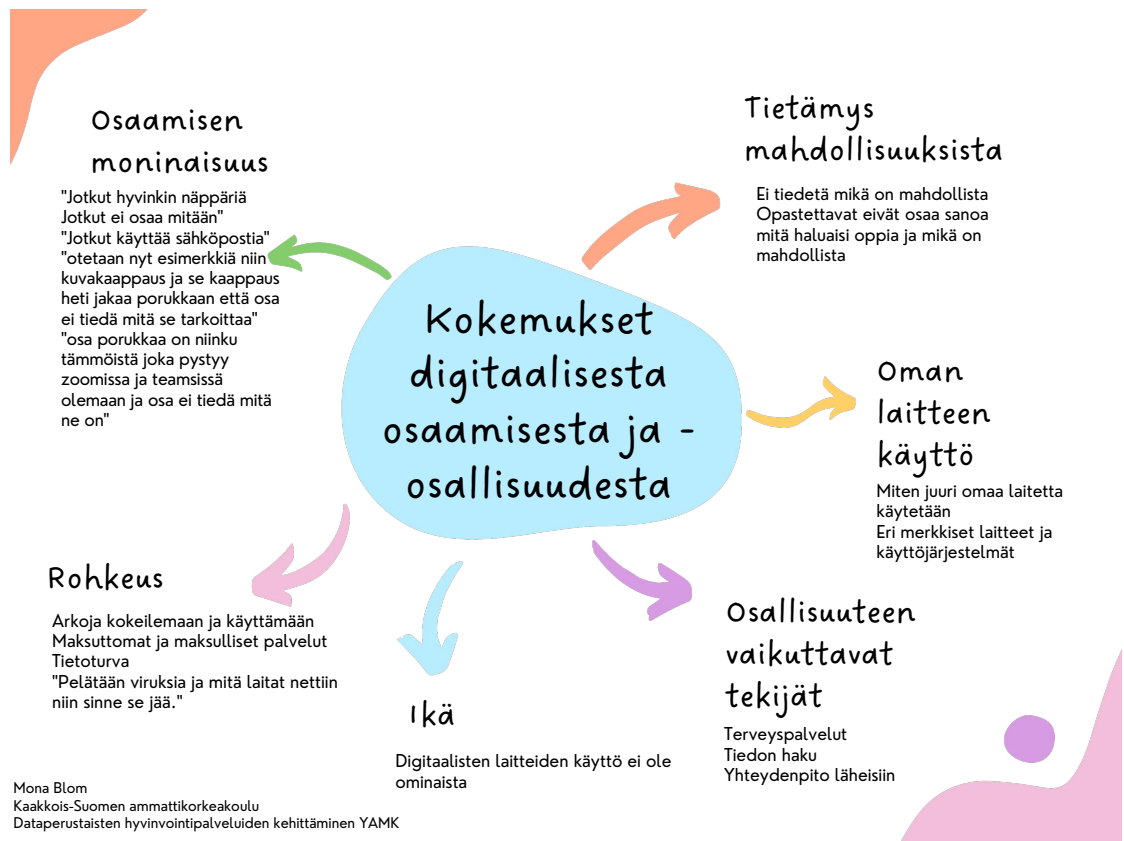 Osaamisen
moninaisuus
"Jotkut hyvinkin näppäriä
Jotkut ei osaa mitään"
"Jotkut käyttää sähköpostia"
"otetaan nyt esimerkkiä niin
kuvakaappaus ja se kaappaus
heti jakaa porukkaan että osa
ei tiedä mitä se tarkoittaa"
"osa porukkaa on niinku
tämmöistä joka pystyy
zoomissa ja teamsissä
olemaan ja osa ei tiedä mitä
ne on"
Tietämys
mahdollisuuksista
Ei tiedetä mikä on mahdollista
Opastettavat eivät osaa sanoa
mitä haluaisi oppia ja mikä on
mahdollista
Kokemukset
digitaalisesta
osaamisesta ja -
osallisuudesta
Oman
laitteen
käyttö
Miten juuri omaa laitetta
käytetään
Eri merkkiset laitteet ja
käyttöjärjestelmät
Rohkeus
Arkoja kokeilemaan ja käyttämään
Maksuttomat ja maksulliset palvelut
Tietoturva
"Pelätään viruksia ja mitä laitat nettiin
niin sinne se jää."
Ikä
Digitaalisten laitteiden käyttö ei ole
ominaista
Osallisuuteen
vaikuttavat
tekijät
Terveyspalvelut
Tiedon haku
Yhteydenpito läheisiin
Mona Blom
Kaakkois-Suomen ammattikorkeakoulu
Dataperustaisten hyvinvointipalveluiden kehittäminen YAMK